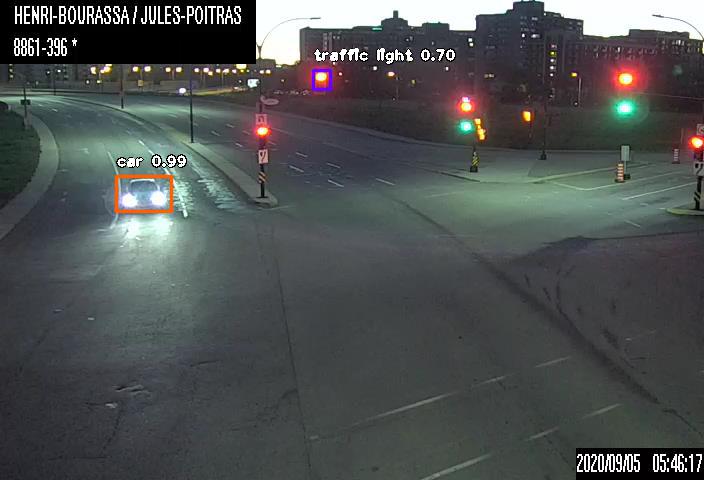 HENRI-BOURASSA / JULES-POITRAS
8861-396 *
traffic light 0.70
car 0.99
2020/09/05 05:46:17